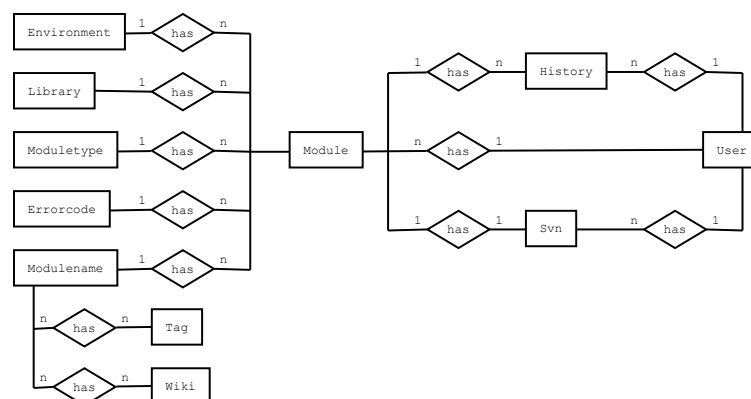 Environment 1 has n
Library 1 has n
Moduletype 1 has n
Errorcode 1 has n
Modulename 1 has n
n has n Tag
n has n Wiki
Module
1 has n History n has 1
n has 1 User
1 has 1 Svn n has 1